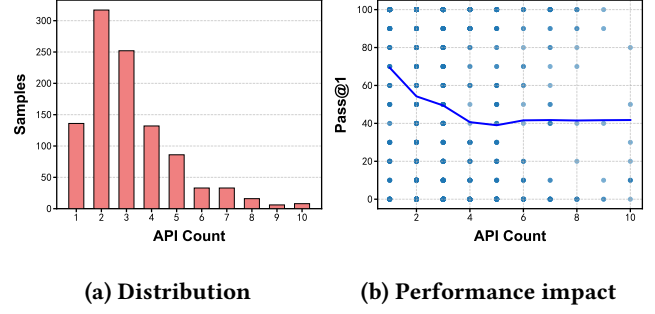 300
250
200
150
100
50
0
Samples
1 2 3 4 5 6 7 8 9 10
API Count
(a) Distribution
100
80
60
40
20
0
Pass@1
2 4 6 8 10
API Count
(b) Performance impact